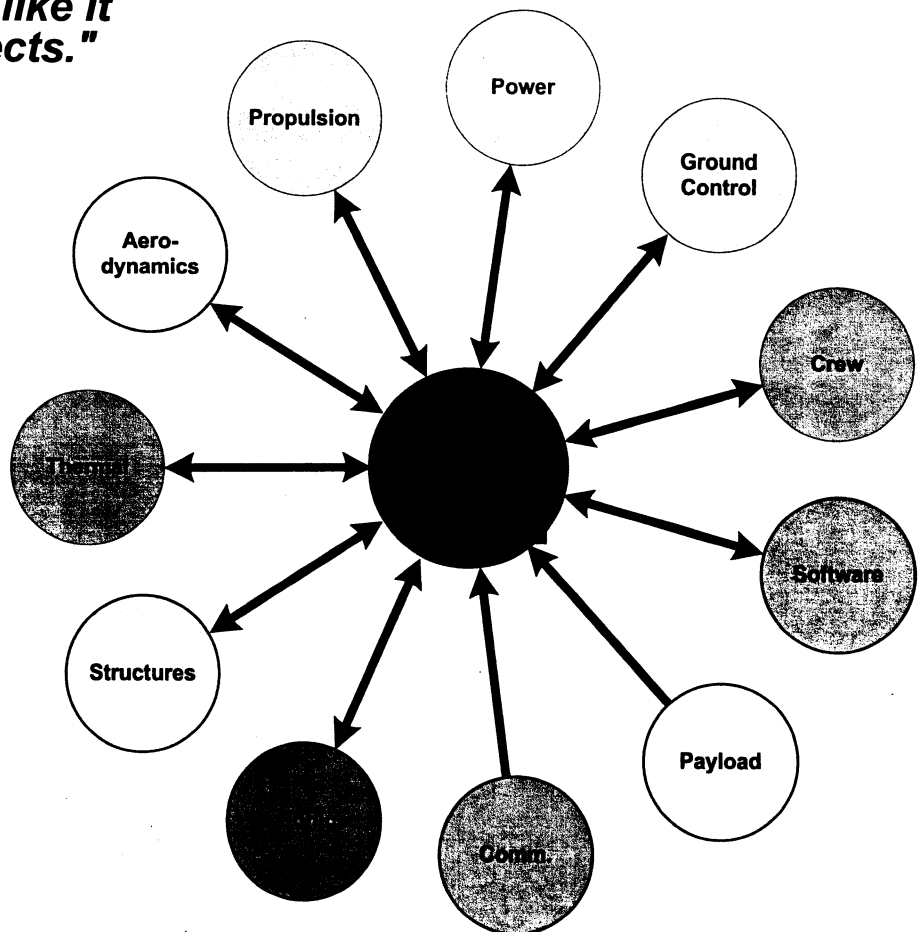 like it
ects."
Power
Propulsion
Ground
Control
Aero-
dynamics
Crew
Thermal
Software
Structures
Payload
Comm.